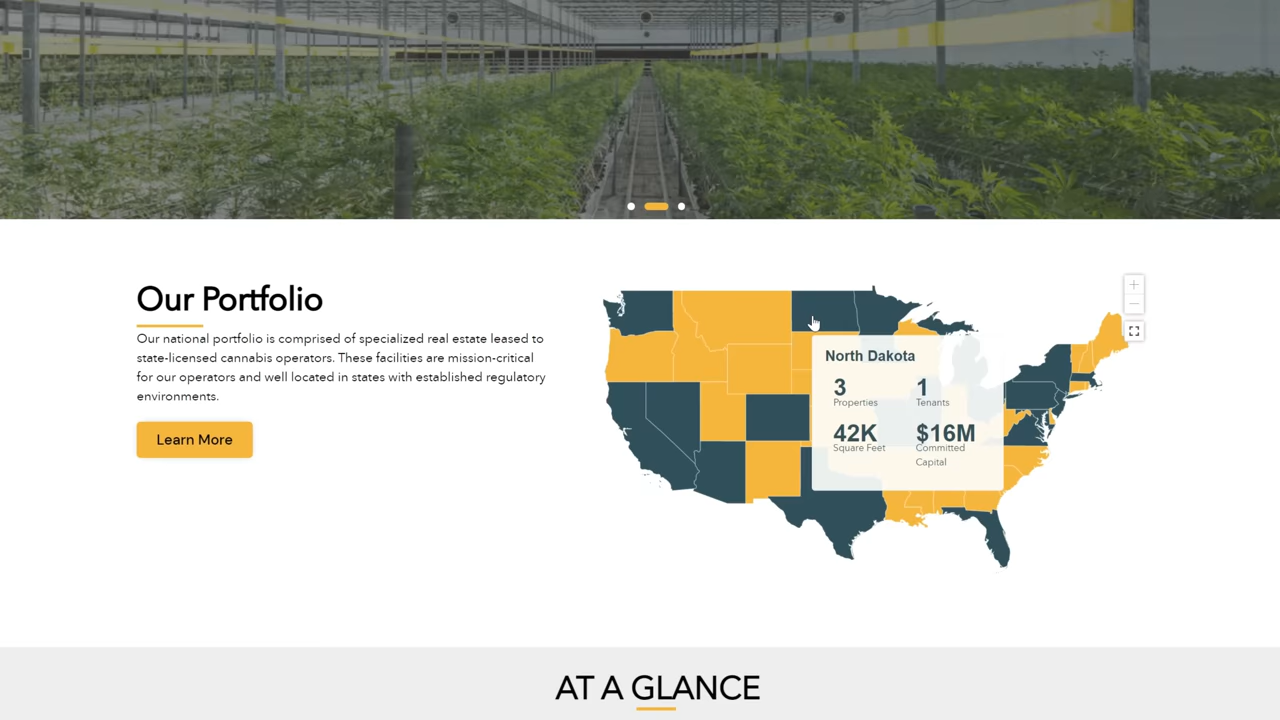 Our Portfolio
Our national portfolio is comprised of specialized real estate leased to
state-licensed cannabis operators. These facilities are mission-critical
for our operators and well located in states with established regulatory
environments.
Learn More
North Dakota
3
Properties
1
Tenants
42K
Square Feet
$16M
Committed
Capital
AT A GLANCE